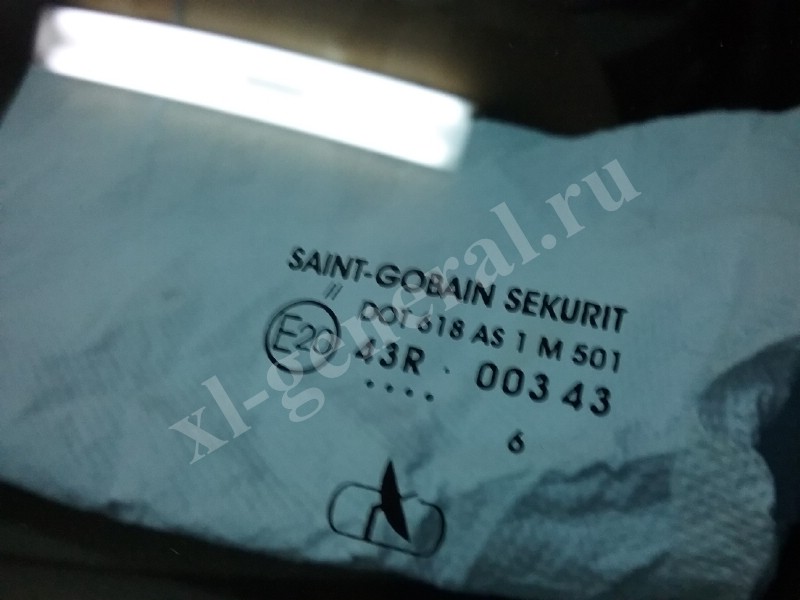 SAINT-GOBAIN SEKURIT
//
DOT 618 AS 1 M 501
E20
43R 00343
....
6
xl-general.ru